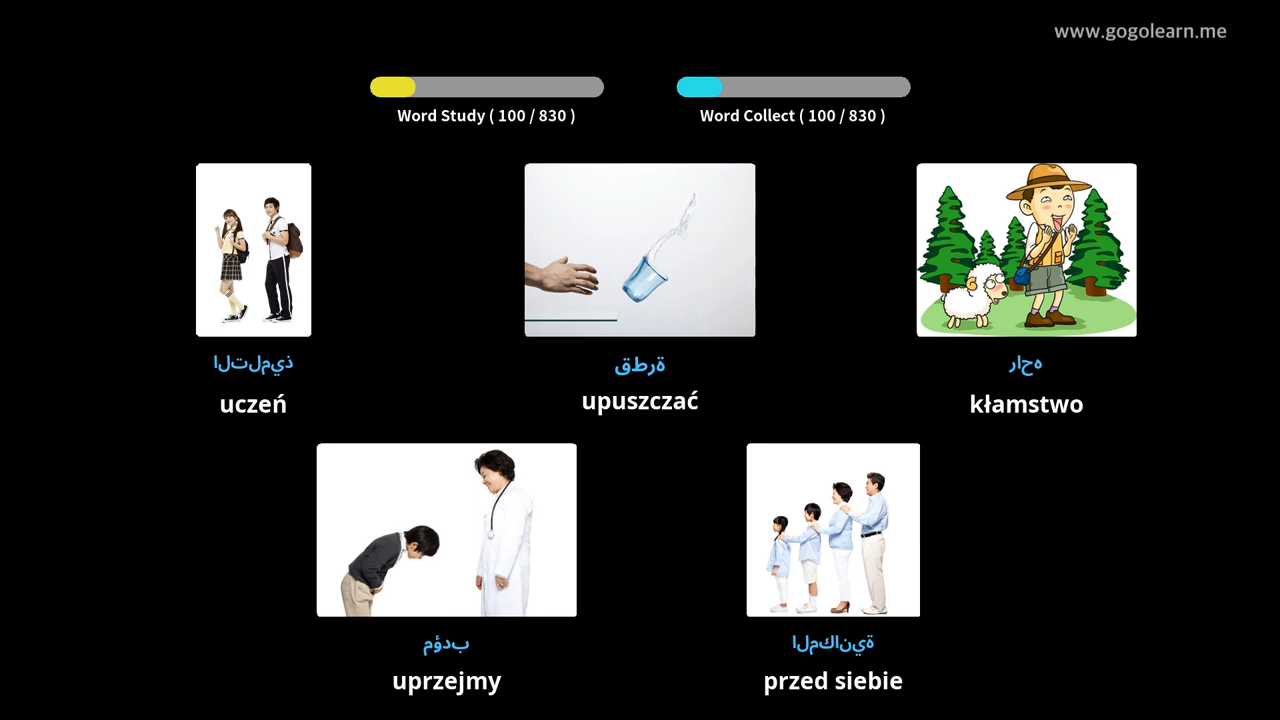 www.gogolearn.me
Word Study ( 100 / 830 )
Word Collect ( 100 / 830 )
التلميذ
uczeń
قطرة
upuszczać
راحه
kłamstwo
مؤدب
uprzejmy
المكانية
przed siebie